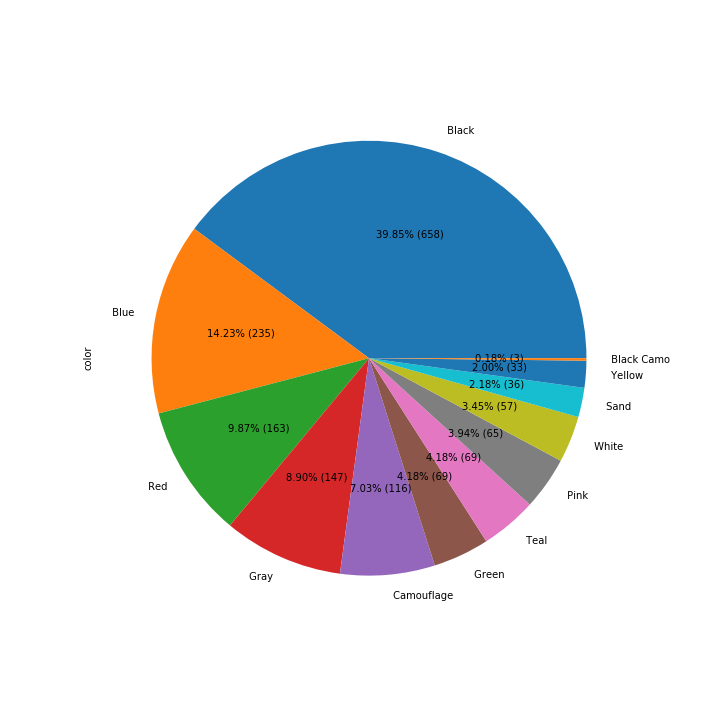 Black
39.85% (658)
Blue
14.23% (235)
color
0.18% (3)
Black Camo
2.00% (33)
Yellow
2.18% (36)
Sand
3.45% (57)
White
9.87% (163)
3.94% (65)
4.18% (69)
Red
8.90% (147)
4.18% (69)
7.03% (116)
Pink
Teal
Gray
Green
Camouflage